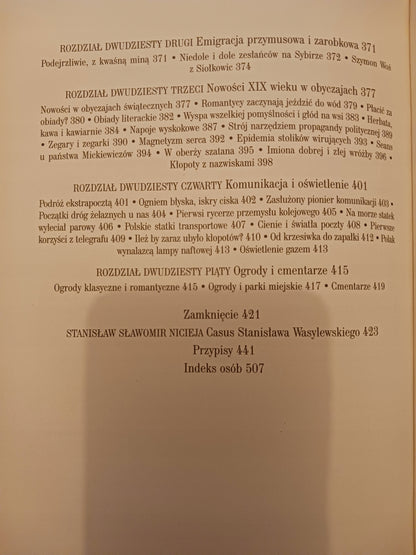 ROZDZIAŁ DWUDZIESTY DRUGI Emigracja przymusowa i zarobkowa 371
Podejrzliwie, z kwaśną miną 371 • Niedole i dole zesłańców na Sybirze 372 • Szymon Woś
z Siołkowic 374
ROZDZIAŁ DWUDZIESTY TRZECI Nowości XIX wieku w obyczajach 377
Nowości w obyczajach świątecznych 377 • Romantycy zaczynają jeździć do wód 379 • Płacić za
obiady? 380 • Obiady literackie 382 • Wyspa wszelkiej pomyślności i głód na wsi 383 • Herbata,
kawa i kawiarnie 384 • Napoje wyskokowe 387 • Strój narzędziem propagandy politycznej 389
• Zegary i zegarki 390 • Magnetyzm serca 392 • Epidemia stolików wirujących 393 • Seans
u państwa Mickiewiczów 394 • W oberży szatana 395 • Imiona dobrej i złej wróżby 396 •
Kłopoty z nazwiskami 398
ROZDZIAŁ DWUDZIESTY CZWARTY Komunikacja i oświetlenie 401
Podróż ekstrapocztą 401 • Ogniem błyska, iskry ciska 402 • Zasłużony pionier komunikacji 403 •
Początki dróg żelaznych u nas 404 • Pierwsi rycerze przemysłu kolejowego 405 • Na morze statek
wyleciał parowy 406 • Polskie statki transportowe 407 • Cienie i światła poczty 408 • Pierwsze
korzyści z telegrafu 409 • Ileż by zaraz ubyło kłopotów? 410 • Od krzesiwka do zapałki 412 • Polak
wynalazcą lampy naftowej 413 • Oświetlenie gazem 413
ROZDZIAŁ DWUDZIESTY PIĄTY Ogrody i cmentarze 415
Ogrody klasyczne i romantyczne 415 • Ogrody i parki miejskie 417 • Cmentarze 419
Zamknięcie 421
STANISŁAW SŁAWOMIR NICIEJA Casus Stanisława Wasylewskiego 423
Przypisy 441
Indeks osób 507